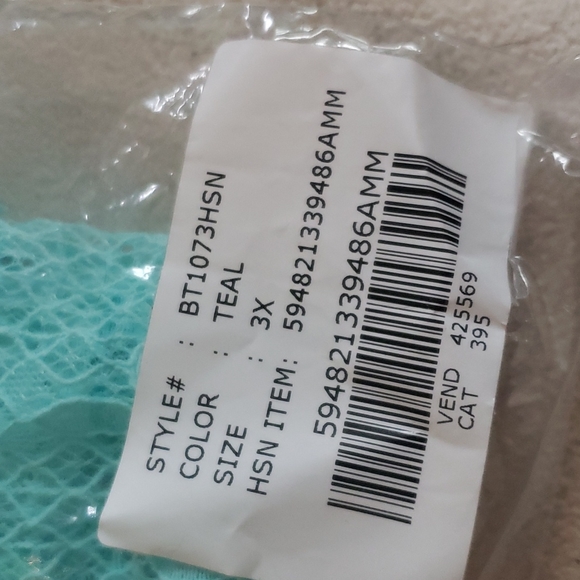 STYLE# : BT1073HSN
COLOR : TEAL
SIZE : 3X
HSN ITEM: 594821339486AMM
594821339486AMM
VEND 425569
CAT 395